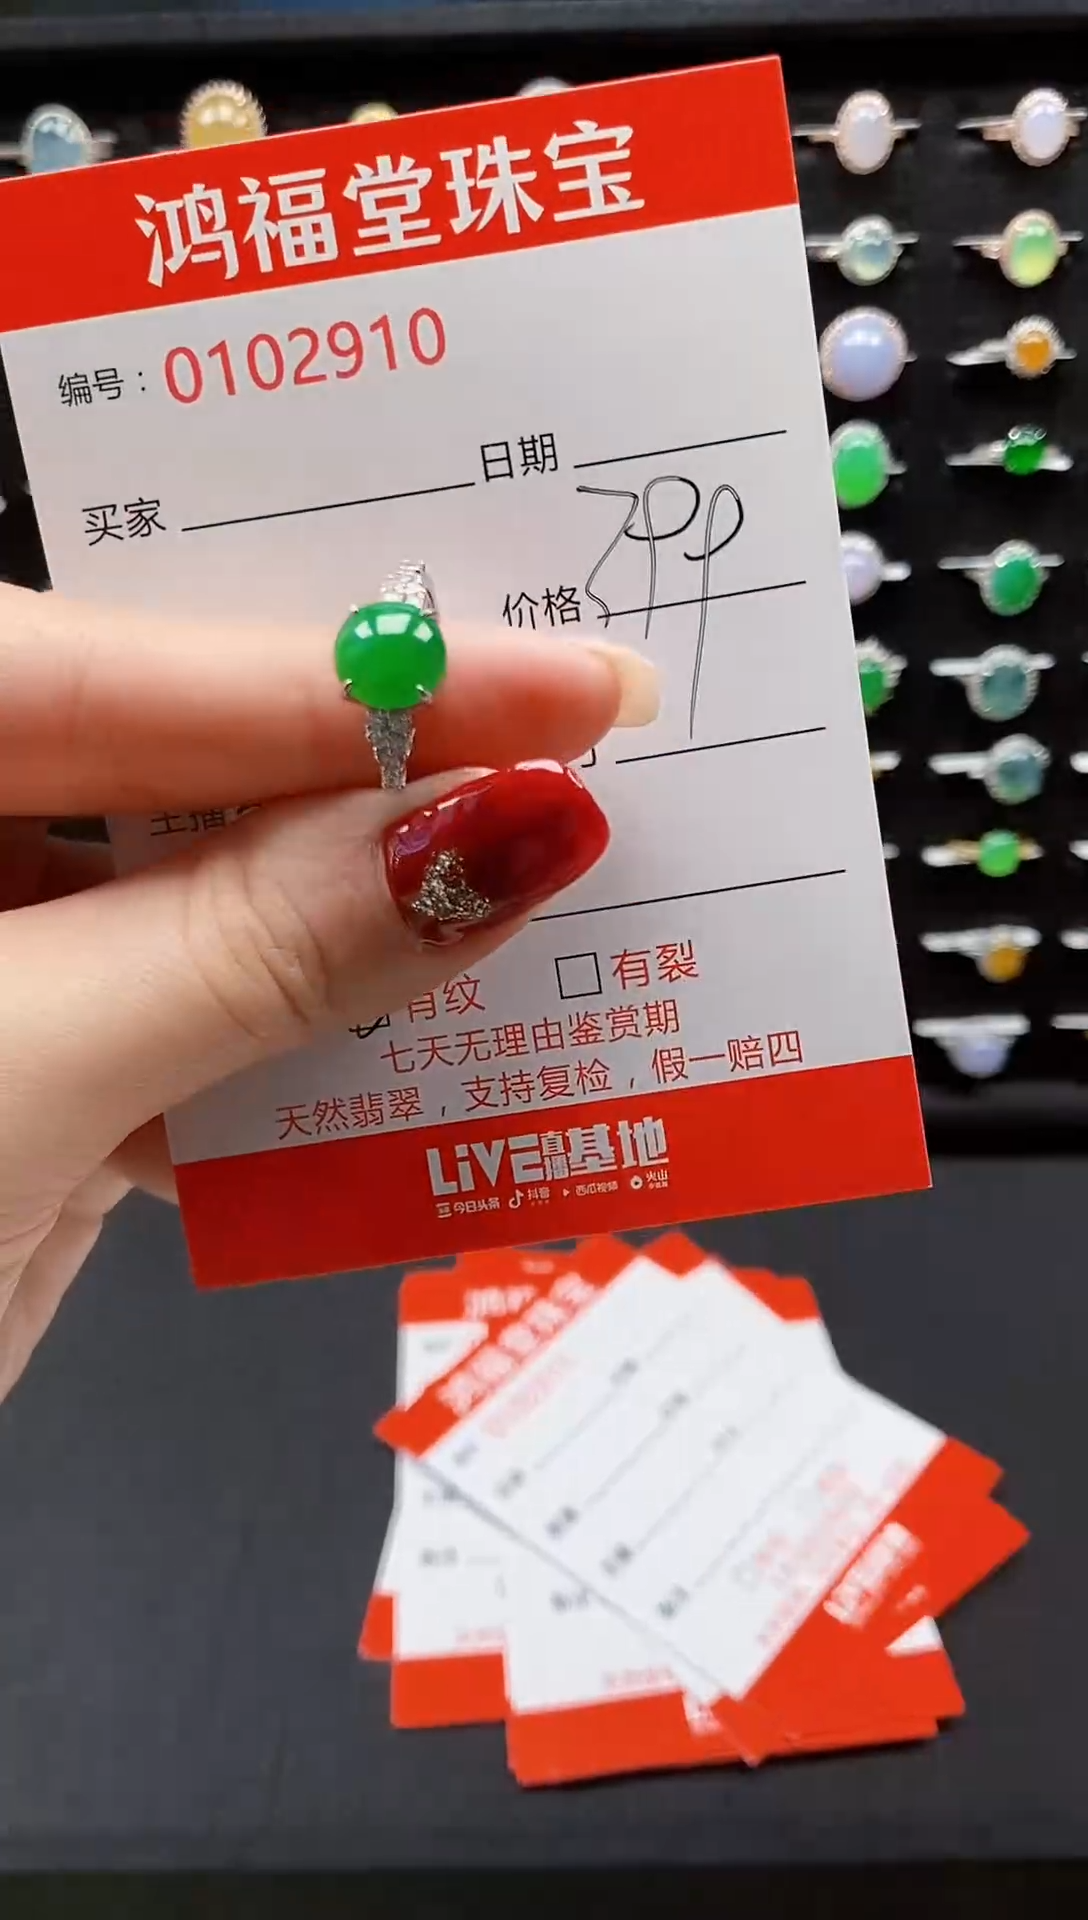 鸿福堂珠宝
编号：0102910
买家
日期
价格 399
有纹 有裂
七天无理由鉴赏期
天然翡翠，支持复检，假一赔四
LiVE直播基地
今日头条 抖音 西瓜视频 火山